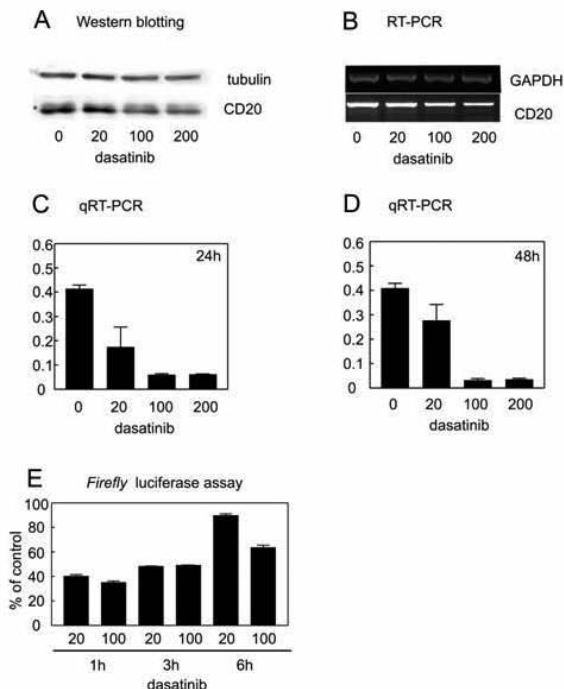 A Western blotting
tubulin
CD20
0 20 100 200
dasatinib
B RT-PCR
GAPDH
CD20
0 20 100 200
dasatinib
C qRT-PCR
24h
0.6
0.5
0.4
0.3
0.2
0.1
0
0 20 100 200
dasatinib
D qRT-PCR
48h
0.6
0.5
0.4
0.3
0.2
0.1
0
0 20 100 200
dasatinib
E Firefly luciferase assay
% of control
100
80
60
40
20
0
20 100 20 100 20 100
1h 3h 6h
dasatinib